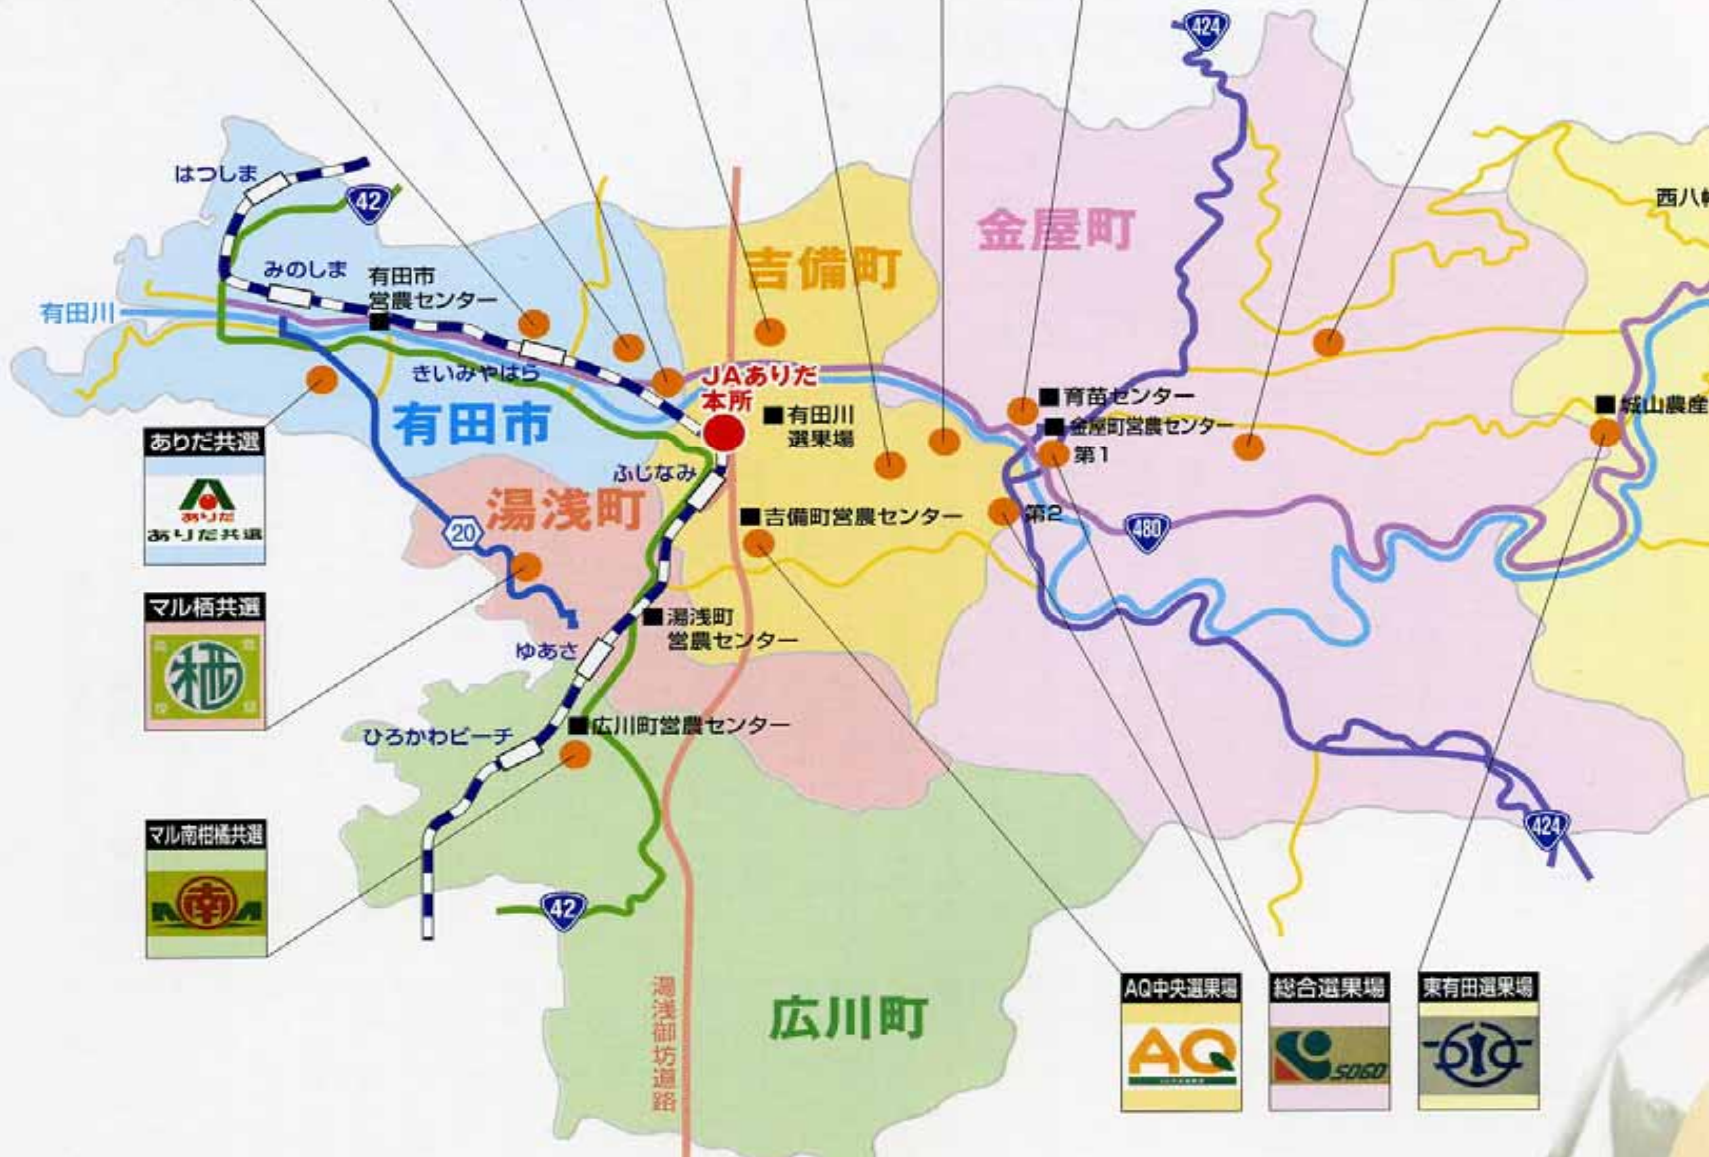 424
はつしま
42
西八
金屋町
吉備町
みのしま
有田市
営農センター
有田川
きいみやはら
JAありだ
本所
有田市
有田川
選果場
育苗センター
金屋町営農センター
第1
城山農産
ありだ共選
ありだ
ありだ共選
ふじなみ
湯浅町
吉備町営農センター
第2
20
480
マル栖共選
栖
湯浅町
営農センター
ゆあさ
広川町営農センター
ひろかわビーチ
マル南柑橘共選
南
424
42
湯浅御坊道路
広川町
AQ中央選果場
AQ
総合選果場
SOGO
東有田選果場